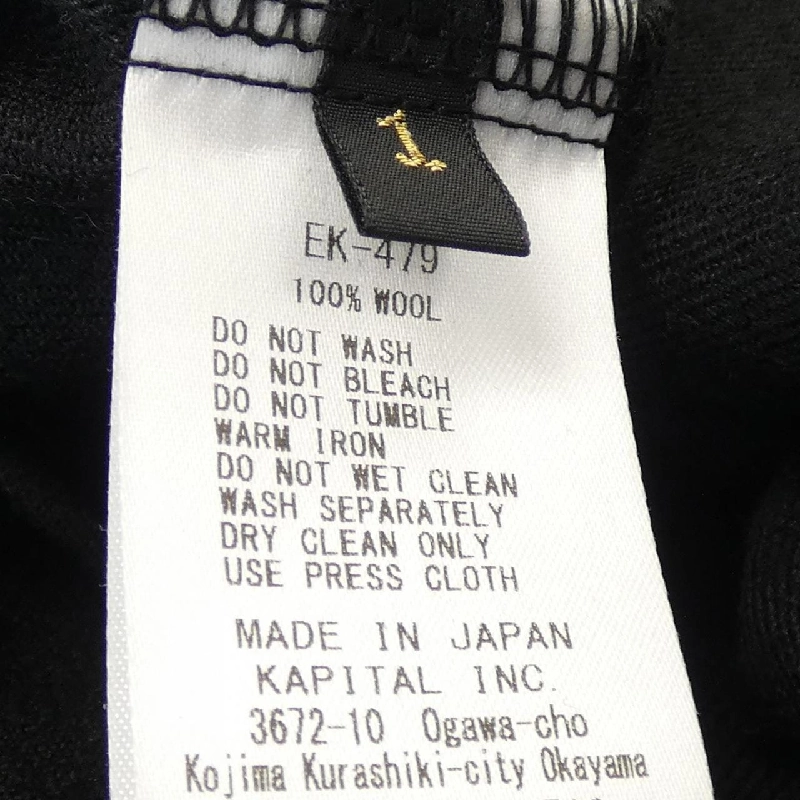 1
EK-479
100% WOOL
DO NOT WASH
DO NOT BLEACH
DO NOT TUMBLE
WARM IRON
DO NOT WET CLEAN
WASH SEPARATELY
DRY CLEAN ONLY
USE PRESS CLOTH
MADE IN JAPAN
KAPITAL INC.
3672-10 Ogawa-cho
Kojima Kurashiki-city Okayama